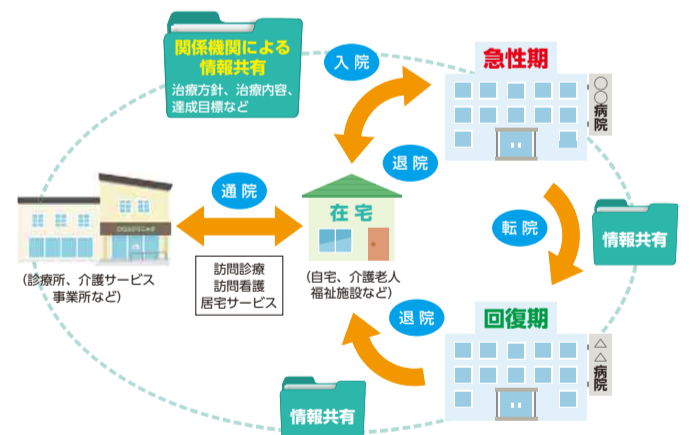 関係機関による
情報共有
治療方針、治療内容、
達成目標など
入院
急性期
○○病院
退院
通院
在宅
転院
情報共有
(診療所、介護サービス
事業所など)
訪問診療
訪問看護
居宅サービス
(自宅、介護老人
福祉施設など)
退院
回復期
△△病院
情報共有